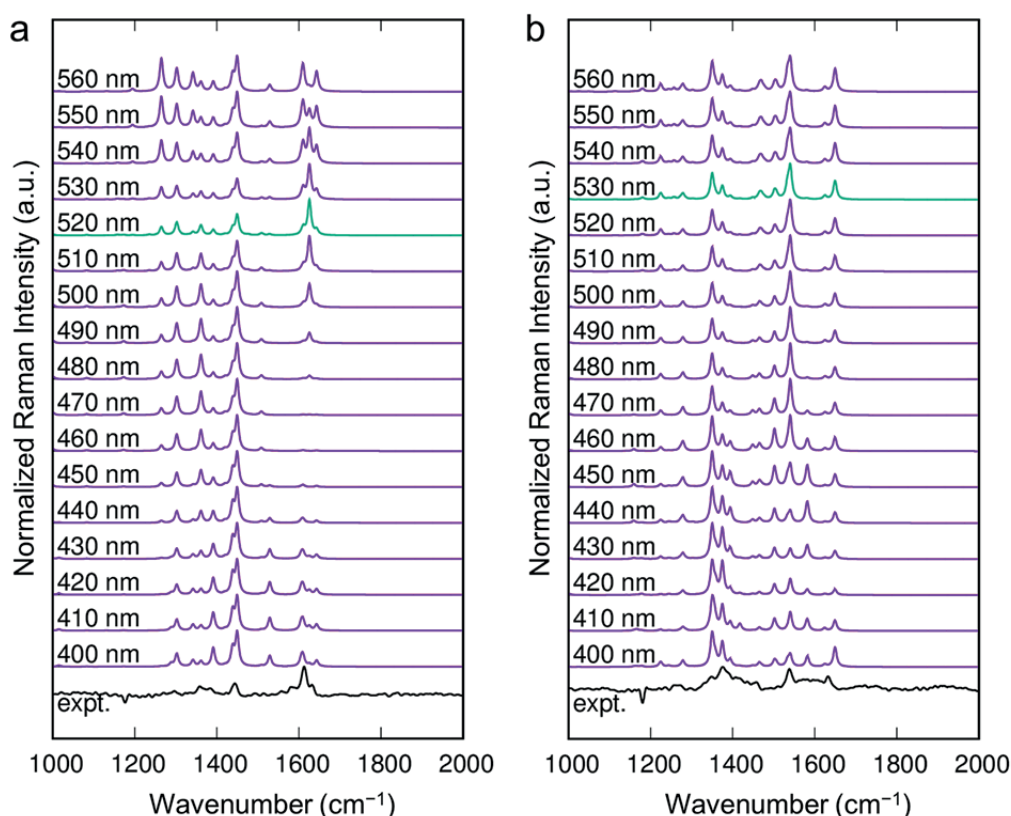 a
560 nm
550 nm
540 nm
530 nm
520 nm
510 nm
500 nm
490 nm
480 nm
470 nm
460 nm
450 nm
440 nm
430 nm
420 nm
410 nm
400 nm
expt.
1000 1200 1400 1600 1800 2000
Wavenumber (cm⁻¹)
Normalized Raman Intensity (a.u.)
b
560 nm
550 nm
540 nm
530 nm
520 nm
510 nm
500 nm
490 nm
480 nm
470 nm
460 nm
450 nm
440 nm
430 nm
420 nm
410 nm
400 nm
expt.
1000 1200 1400 1600 1800 2000
Wavenumber (cm⁻¹)
Normalized Raman Intensity (a.u.)